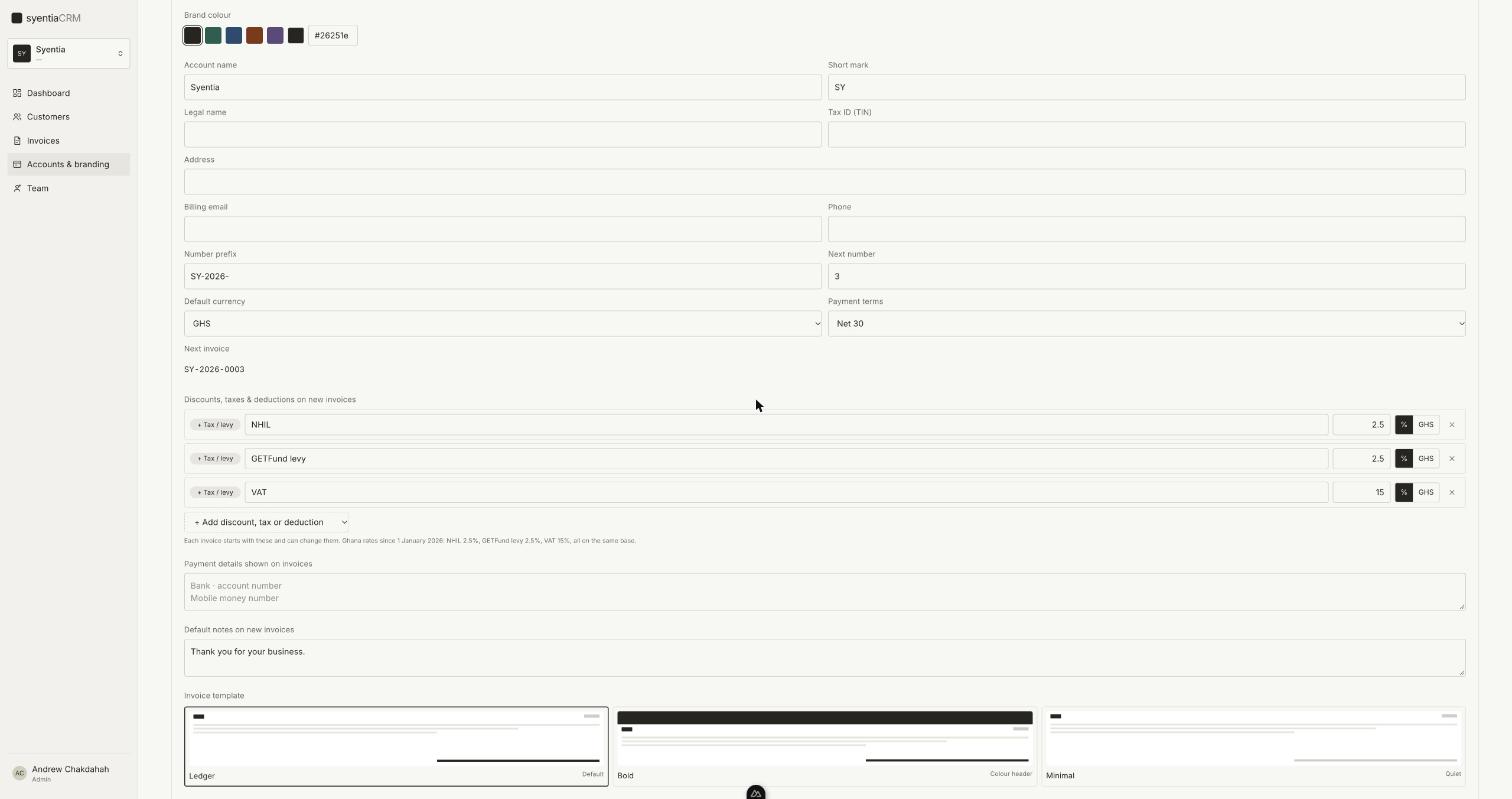 syentiaCRM
SY
Syentia
—
Dashboard
Customers
Invoices
Accounts & branding
Team
AC
Andrew Chakdahah
Admin
Brand colour
#26251e
Account name
Short mark
Syentia
SY
Legal name
Tax ID (TIN)
Address
Billing email
Phone
Number prefix
Next number
SY-2026-
3
Default currency
Payment terms
GHS
Net 30
Next invoice
SY-2026-0003
Discounts, taxes & deductions on new invoices
+ Tax / levy NHIL 2.5 % GHS ×
+ Tax / levy GETFund levy 2.5 % GHS ×
+ Tax / levy VAT 15 % GHS ×
+ Add discount, tax or deduction
Each invoice starts with these and can change them. Ghana rates since 1 January 2026: NHIL 2.5%, GETFund levy 2.5%, VAT 15%, all on the same base.
Payment details shown on invoices
Bank · account number
Mobile money number
Default notes on new invoices
Thank you for your business.
Invoice template
Ledger
Default
Bold
Colour header
Minimal
Quiet